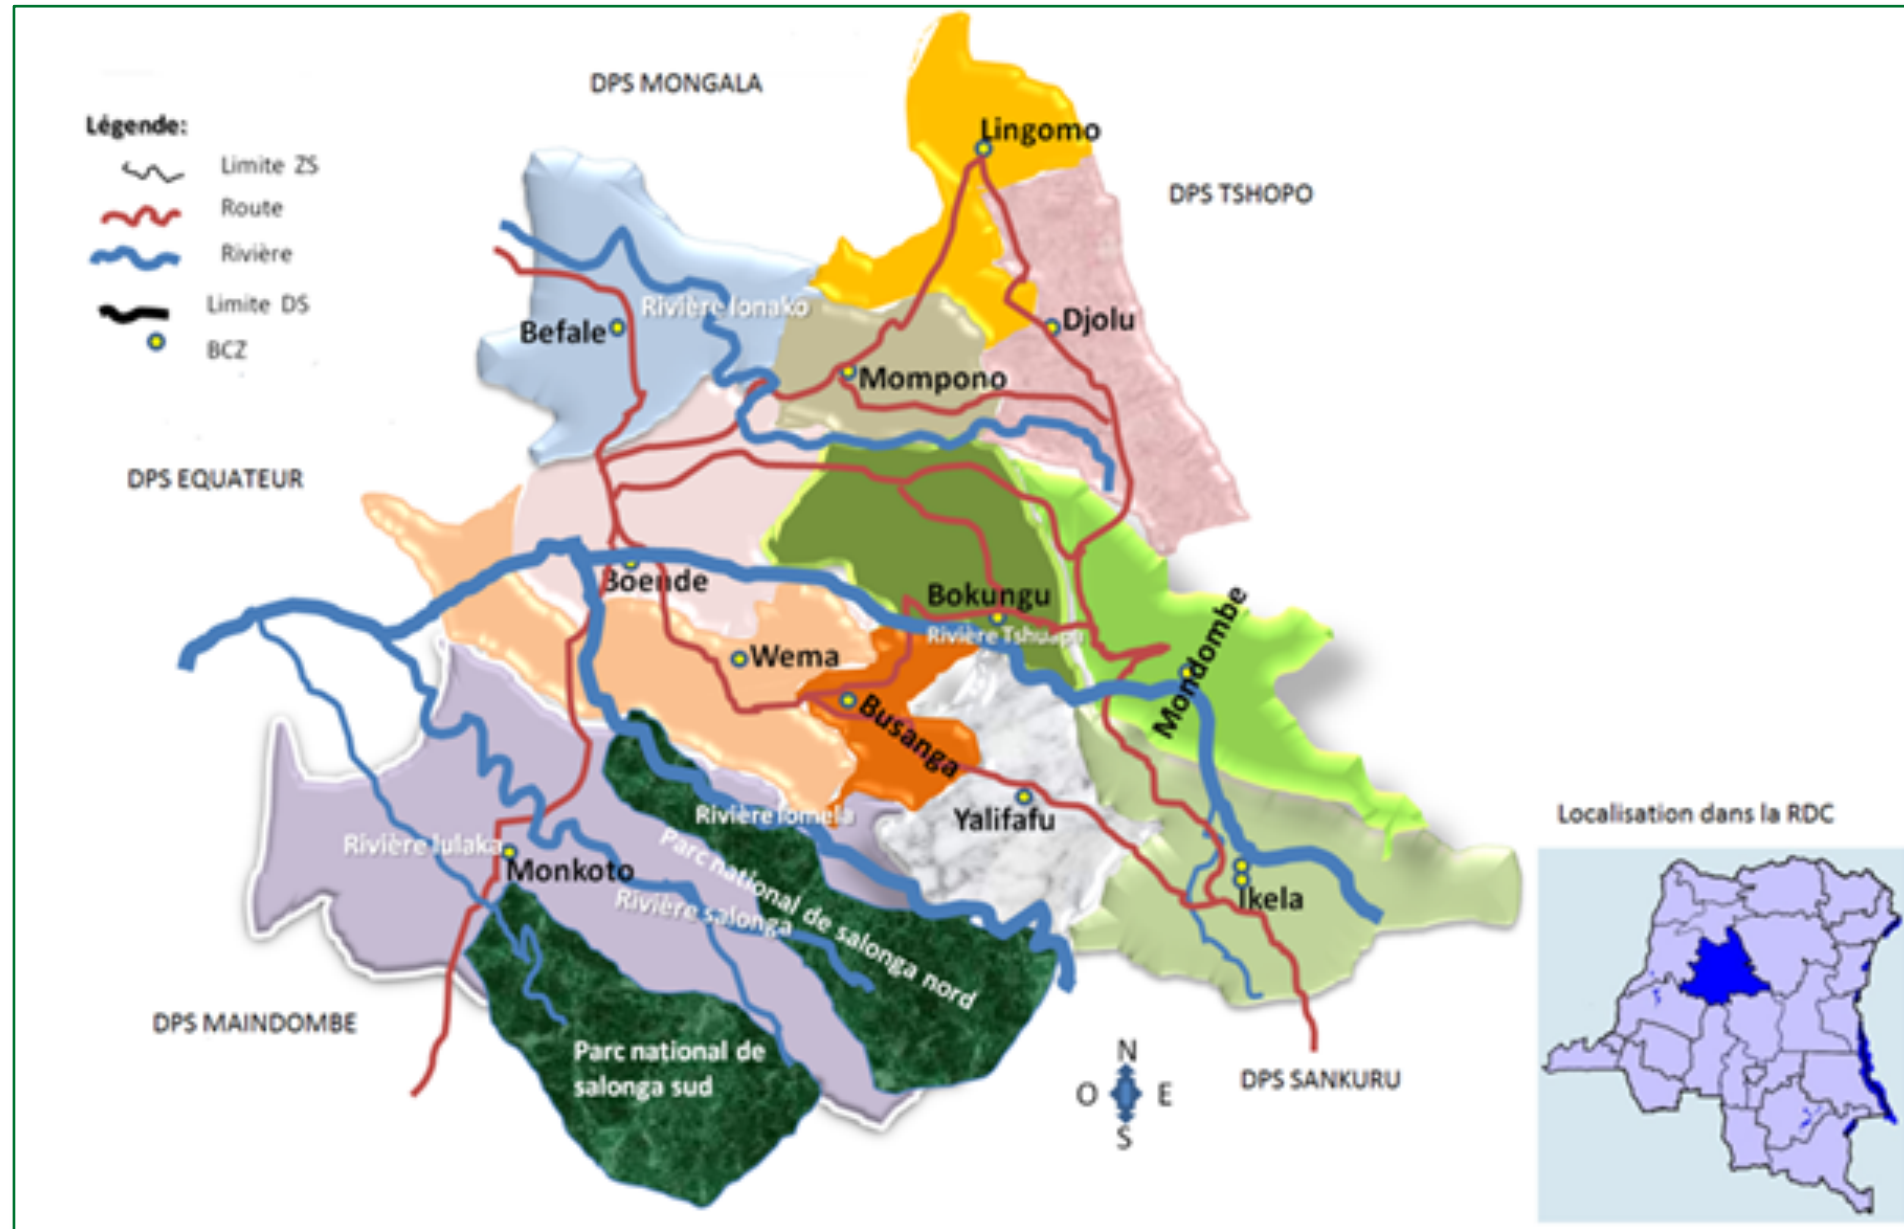 DPS MONGALA
Légende:
Limite ZS
Route
Rivière
Limite DS
BCZ
Lingomo
DPS TSHOPO
Rivière lonako
Befale
Djolu
Mompono
DPS EQUATEUR
Boende
Bokungu
Rivière Tshuapa
Wema
Mondombe
Busanga
Yalifafu
Rivière lomela
Rivière lulaka
Monkoto
Parc national de salonga nord
Rivière salonga
Ikela
Localisation dans la RDC
DPS MAINDOMBE
Parc national de
salonga sud
N
O E
S
DPS SANKURU